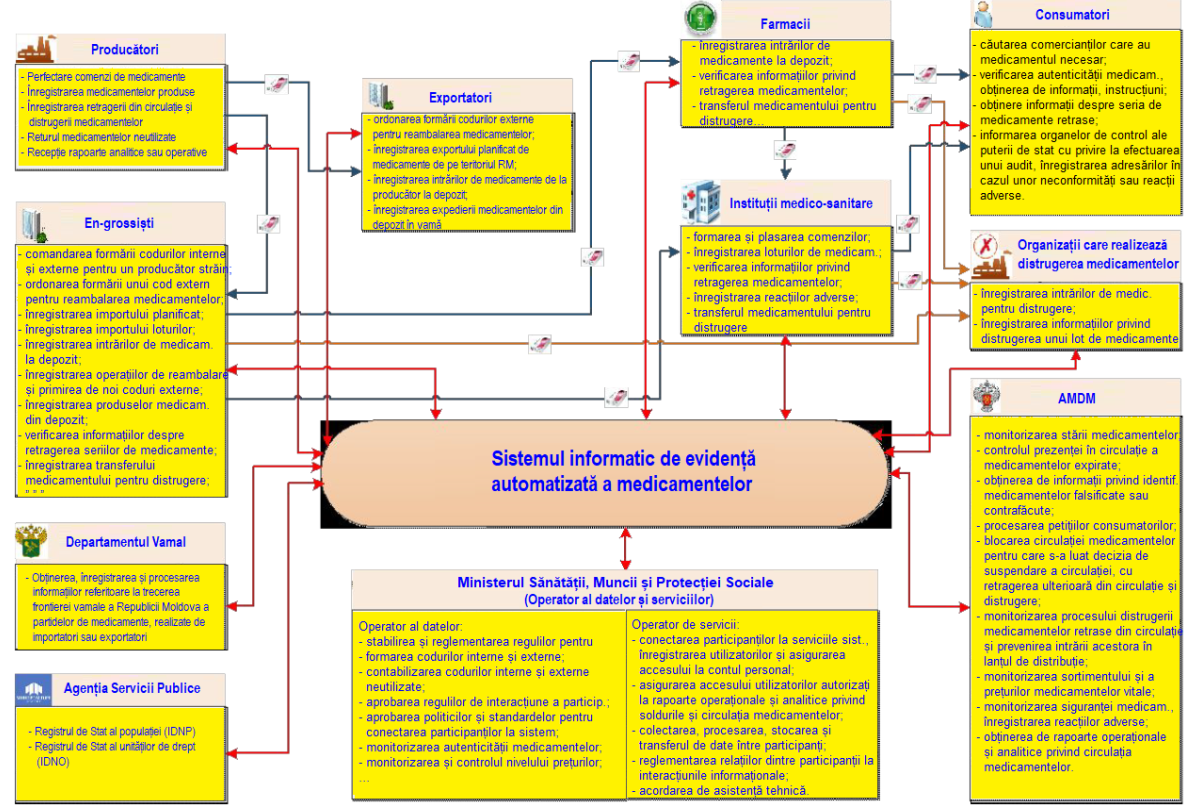 Producători
- Perfectare comenzi de medicamente
- Înregistrarea medicamentelor produse
- Înregistrarea retragerii din circulație și
distrugerii medicamentelor
- Returul medicamentelor neutilizate
- Recepție rapoarte analitice sau operative
En-grossiști
- comandarea formării codurilor interne
și externe pentru un producător străin;
- ordonarea formării unui cod extern
pentru reambalarea medicamentelor;
- înregistrarea importului planificat;
- înregistrarea importului loturilor;
- înregistrarea intrărilor de medicam.
la depozit;
- înregistrarea operațiilor de reambalare
și primirea de noi coduri externe;
- înregistrarea produselor medicam.
din depozit;
- verificarea informațiilor despre
retragerea seriilor de medicamente;
- înregistrarea transferului
medicamentului pentru distrugere;
Departamentul Vamal
- Obținerea, înregistrarea și procesarea
informațiilor referitoare la trecerea
frontierei vamale a Republicii Moldova a
partidelor de medicamente, realizate de
importatori sau exportatori
Agenția Servicii Publice
- Registrul de Stat al populației (IDNP)
- Registrul de Stat al unităților de drept
(IDNO)
Exportatori
- ordonarea formării codurilor externe
pentru reambalarea medicamentelor;
- înregistrarea exportului planificat de
medicamente de pe teritoriul RM;
- înregistrarea intrărilor de medicamente de la
producător la depozit;
- înregistrarea expedierii medicamentelor din
depozit în vamă
Farmacii
- înregistrarea intrărilor de
medicamente la depozit;
- verificarea informațiilor privind
retragerea medicamentelor;
- transferul medicamentului pentru
distrugere...
Instituții medico-sanitare
- formarea și plasarea comenzilor;
- înregistrarea loturilor de medicam.;
- verificarea informațiilor privind
retragerea medicamentelor;
- înregistrarea reacțiilor adverse;
- transferul medicamentului pentru
distrugere
Consumatori
- căutarea comercianților care au
medicamentul necesar;
- verificarea autenticității medicam.,
obținerea de informații, instrucțiuni;
- obținere informații despre seria de
medicamente retrase;
- informarea organelor de control ale
puterii de stat cu privire la efectuarea
unui audit, înregistrarea adresărilor în
cazul unor neconformități sau reacții
adverse.
Organizații care realizează
distrugerea medicamentelor
- înregistrarea intrărilor de medic.
pentru distrugere;
- înregistrarea informațiilor privind
distrugerea unui lot de medicamente
AMDM
- monitorizarea stării medicamentelor
- controlul prezenței în circulație a
medicamentelor expirate;
- obținerea de informații privind identif.
medicamentelor falsificate sau
contrafăcute;
- procesarea petițiilor consumatorilor;
- blocarea circulației medicamentelor
pentru care s-a luat decizia de
suspendare a circulației, cu
retragerea ulterioară din circulație și
distrugere;
- monitorizarea procesului distrugerii
medicamentelor retrase din circulație
și prevenirea intrării acestora în
lanțul de distribuție;
- monitorizarea sortimentului și a
prețurilor medicamentelor vitale;
- monitorizarea siguranței medicam.,
înregistrarea reacțiilor adverse;
- obținerea de rapoarte operaționale
și analitice privind circulația
medicamentelor.
Sistemul informatic de evidență
automatizată a medicamentelor
Ministerul Sănătății, Muncii și Protecției Sociale
(Operator al datelor și serviciilor)
Operator al datelor:
- stabilirea și reglementarea regulilor pentru
- formarea codurilor interne și externe;
- contabilizarea codurilor interne și externe
neutilizate;
- aprobarea regulilor de interacțiune a particip.;
- aprobarea politicilor și standardelor pentru
conectarea participanților la sistem;
- monitorizarea autenticității medicamentelor;
- monitorizarea și controlul nivelului prețurilor;
...
Operator de servicii:
- conectarea participanților la serviciile sist.,
înregistrarea utilizatorilor și asigurarea
accesului la contul personal;
- asigurarea accesului utilizatorilor autorizați
la rapoarte operaționale și analitice privind
soldurile și circulația medicamentelor;
- colectarea, procesarea, stocarea și
transferul de date între participanți;
- reglementarea relațiilor dintre participanții la
interacțiunile informaționale;
- acordarea de asistență tehnică.